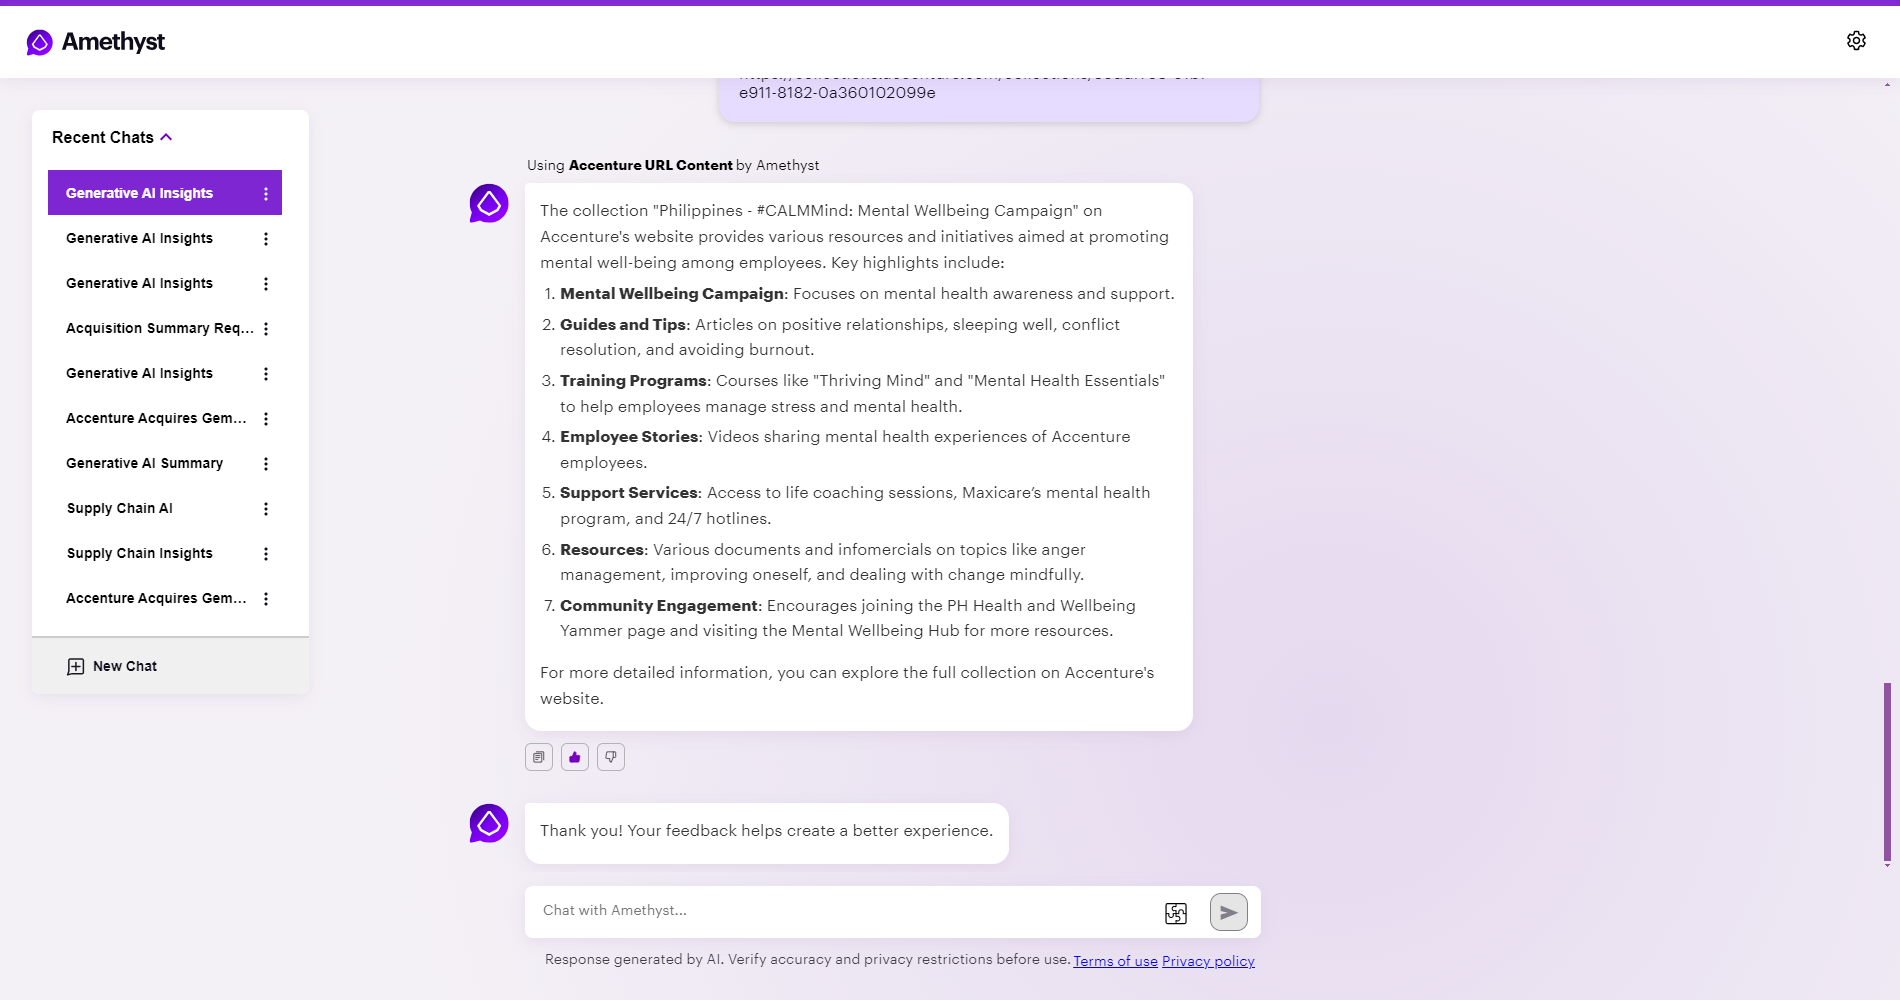 Amethyst
e911-8182-0a360102099e
Recent Chats
Generative AI Insights
Generative AI Insights
Generative AI Insights
Acquisition Summary Req...
Generative AI Insights
Accenture Acquires Gem...
Generative AI Summary
Supply Chain AI
Supply Chain Insights
Accenture Acquires Gem...
New Chat
Using Accenture URL Content by Amethyst
The collection "Philippines - #CALMMind: Mental Wellbeing Campaign" on
Accenture's website provides various resources and initiatives aimed at promoting
mental well-being among employees. Key highlights include:
1. Mental Wellbeing Campaign: Focuses on mental health awareness and support.
2. Guides and Tips: Articles on positive relationships, sleeping well, conflict
resolution, and avoiding burnout.
3. Training Programs: Courses like "Thriving Mind" and "Mental Health Essentials"
to help employees manage stress and mental health.
4. Employee Stories: Videos sharing mental health experiences of Accenture
employees.
5. Support Services: Access to life coaching sessions, Maxicare’s mental health
program, and 24/7 hotlines.
6. Resources: Various documents and infomercials on topics like anger
management, improving oneself, and dealing with change mindfully.
7. Community Engagement: Encourages joining the PH Health and Wellbeing
Yammer page and visiting the Mental Wellbeing Hub for more resources.
For more detailed information, you can explore the full collection on Accenture's
website.
Thank you! Your feedback helps create a better experience.
Chat with Amethyst...
Response generated by AI. Verify accuracy and privacy restrictions before use. Terms of use Privacy policy